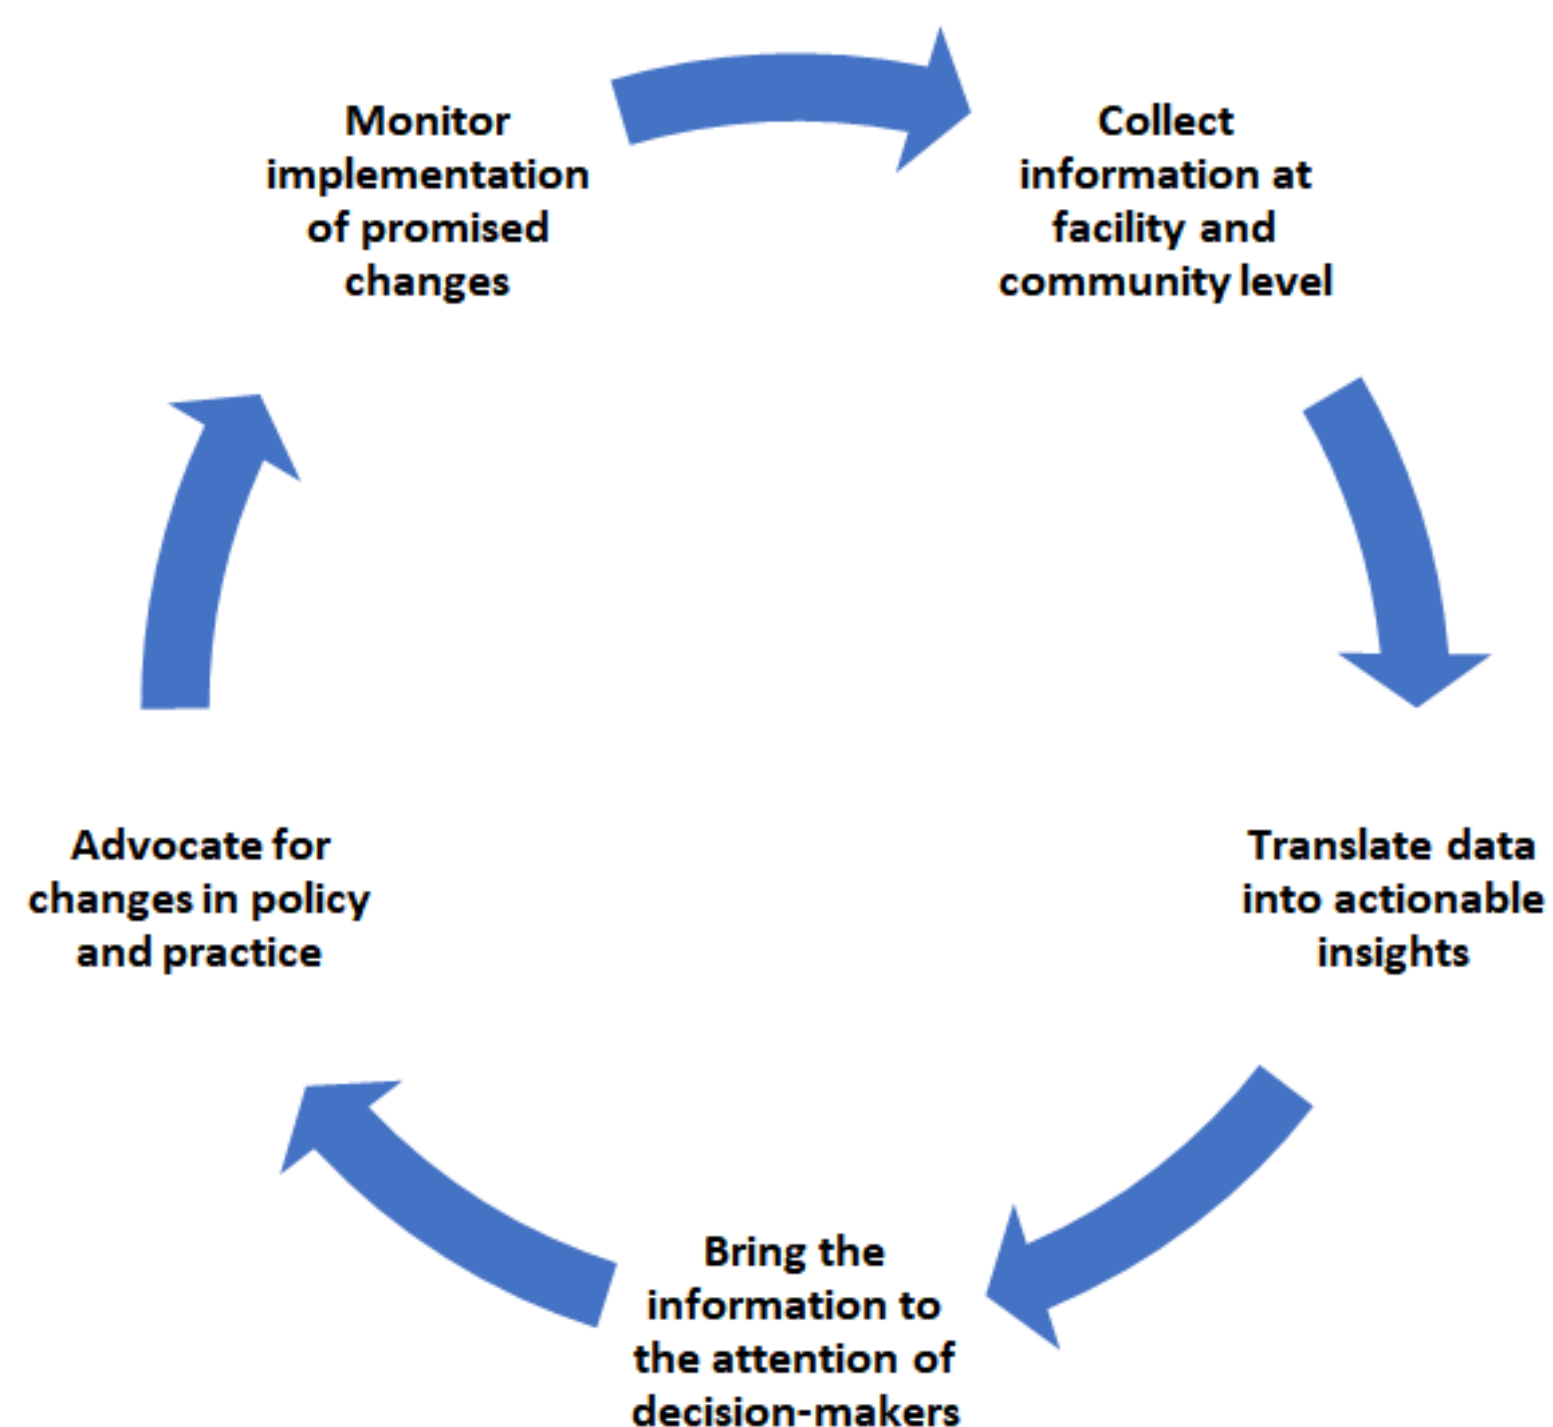 Monitor
implementation
of promised
changes
Collect
information at
facility and
community level
Translate data
into actionable
insights
Bring the
information to
the attention of
decision-makers
Advocate for
changes in policy
and practice